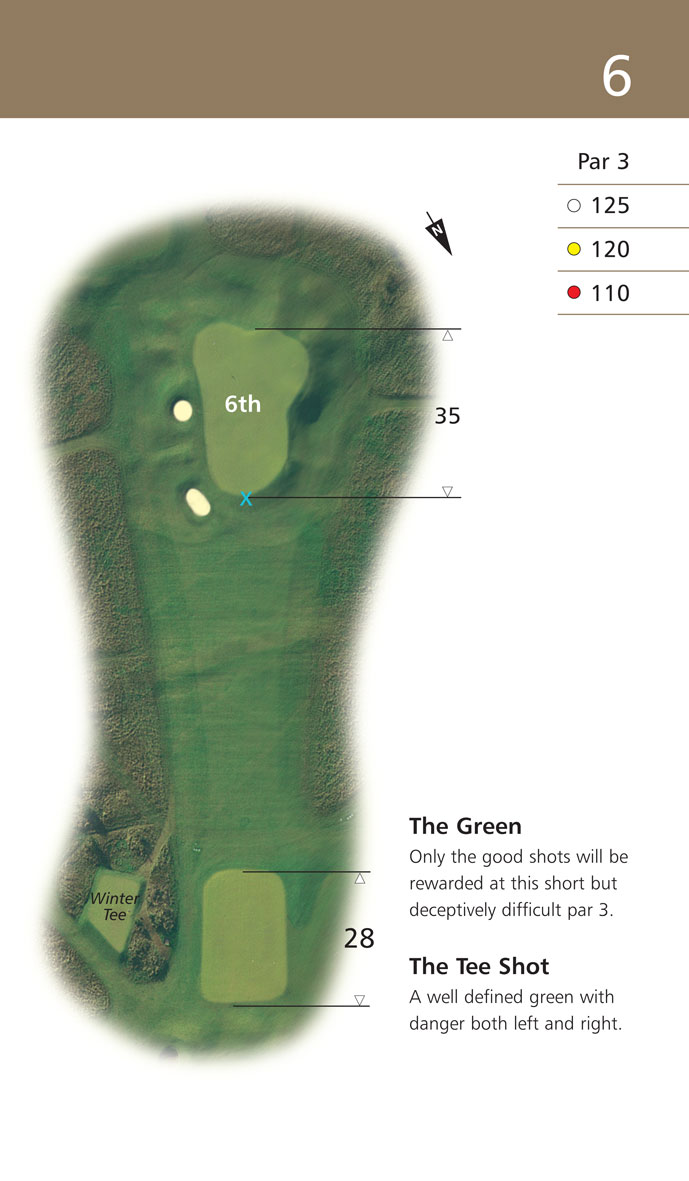 6
Par 3
125
120
110
N
6th
35
X
Winter
Tee
28
The Green
Only the good shots will be
rewarded at this short but
deceptively difficult par 3.
The Tee Shot
A well defined green with
danger both left and right.